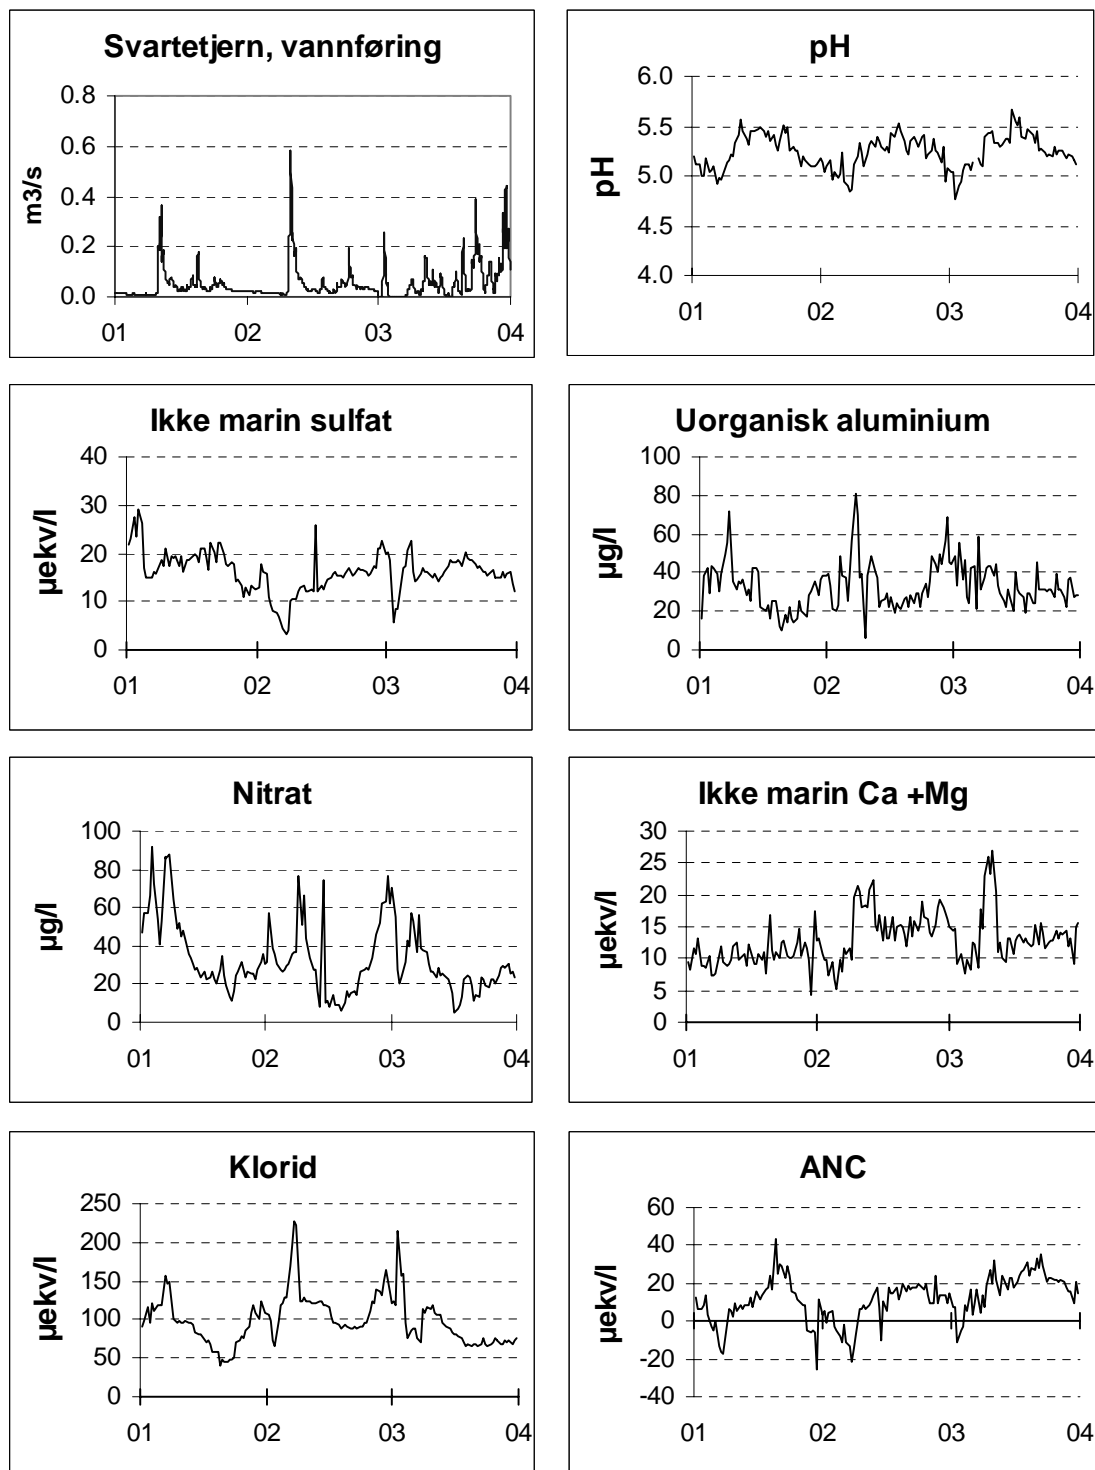 Svartetjern, vannføring
m3/s
0.8
0.6
0.4
0.2
0.0
01 02 03 04
pH
pH
6.0
5.5
5.0
4.5
4.0
01 02 03 04
Ikke marin sulfat
µekv/l
40
30
20
10
0
01 02 03 04
Uorganisk aluminium
µg/l
100
80
60
40
20
0
01 02 03 04
Nitrat
µg/l
100
80
60
40
20
0
01 02 03 04
Ikke marin Ca +Mg
µekv/l
30
25
20
15
10
5
0
01 02 03 04
Klorid
µekv/l
250
200
150
100
50
0
01 02 03 04
ANC
µekv/l
60
40
20
0
-20
-40
01 02 03 04